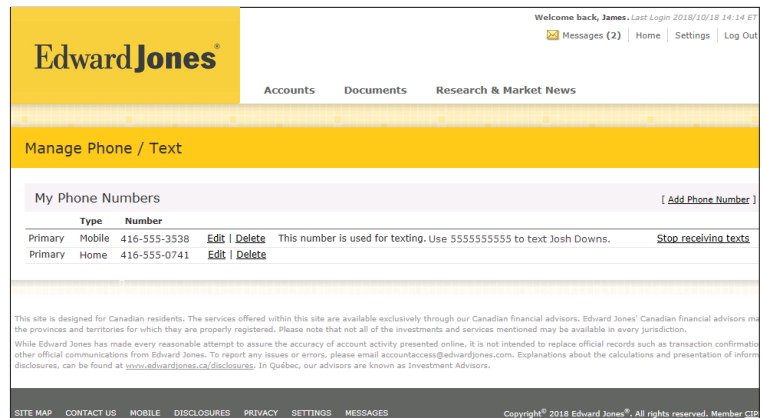 Welcome back, James. Last Login 2018/10/18 14:14 ET
Messages (2) Home Settings Log Out
Edward Jones®
Accounts Documents Research & Market News
Manage Phone / Text
My Phone Numbers [ Add Phone Number ]
Type Number
Primary Mobile 416-555-3538 Edit | Delete This number is used for texting. Use 5555555555 to text Josh Downs. Stop receiving texts
Primary Home 416-555-0741 Edit | Delete
This site is designed for Canadian residents. The services offered within this site are available exclusively through our Canadian financial advisors. Edward Jones' Canadian financial advisors ma
the provinces and territories for which they are properly registered. Please note that not all of the investments and services mentioned may be available in every jurisdiction.
While Edward Jones has made every reasonable attempt to assure the accuracy of account activity presented online, it is not intended to replace official records such as transaction confirmatio
other official communications from Edward Jones. To report any issues or errors, please email accountaccess@edwardjones.com. Explanations about the calculations and presentation of inform
disclosures, can be found at www.edwardjones.ca/disclosures. In Québec, our advisors are known as Investment Advisors.
SITE MAP CONTACT US MOBILE DISCLOSURES PRIVACY SETTINGS MESSAGES Copyright© 2018 Edward Jones®. All rights reserved. Member CIP